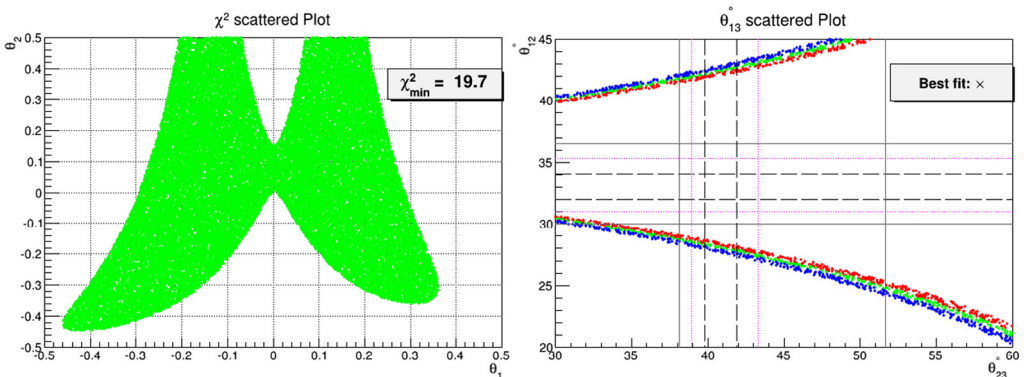 χ² scattered Plot
θ₂
0.5
0.4
0.3
0.2
0.1
0
-0.1
-0.2
-0.3
-0.4
-0.5
χ²min = 19.7
-0.5 -0.4 -0.3 -0.2 -0.1 0 0.1 0.2 0.3 0.4 0.5
θ₁
θ°₁₃ scattered Plot
θ°₁₂
45
40
35
30
25
20
Best fit: ×
30 35 40 45 50 55 60
θ°₂₃